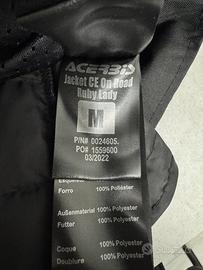 ACERBIS
Jacket CE On Road
Ruby Lady
M
P/N# 0024605.
PO# 1559600
03/2022
Forro 100% Poliéster
Außenmaterial 100% Polyester
Futter 100% Polyester
Coque 100% Polyester
Doublure 100% Polyester